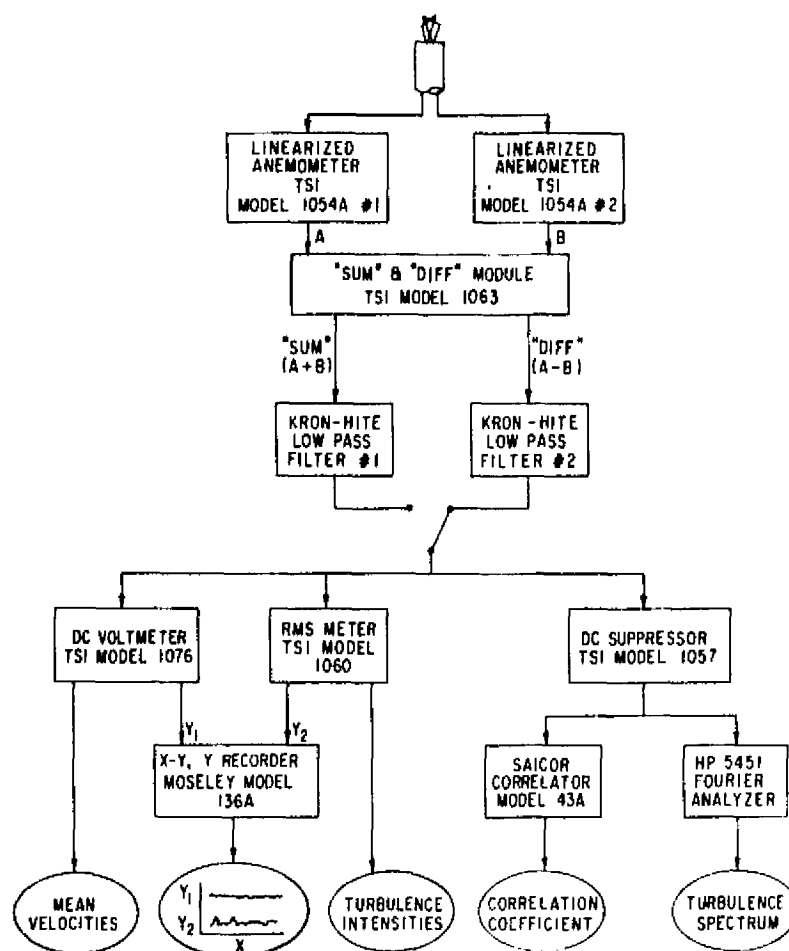 LINEARIZED
ANEMOMETER
TSI
MODEL 1054A #1
LINEARIZED
ANEMOMETER
TSI
MODEL 1054A #2
A
B
"SUM" & "DIFF" MODULE
TSI MODEL 1063
"SUM"
(A+B)
"DIFF"
(A-B)
KRON-HITE
LOW PASS
FILTER #1
KRON-HITE
LOW PASS
FILTER #2
DC VOLTMETER
TSI MODEL 1076
RMS METER
TSI MODEL
1060
DC SUPPRESSOR
TSI MODEL 1057
Y1
Y2
X-Y, Y RECORDER
MOSELEY MODEL
136A
SAICOR
CORRELATOR
MODEL 43A
HP 5451
FOURIER
ANALYZER
MEAN
VELOCITIES
Y1
Y2
X
TURBULENCE
INTENSITIES
CORRELATION
COEFFICIENT
TURBULENCE
SPECTRUM